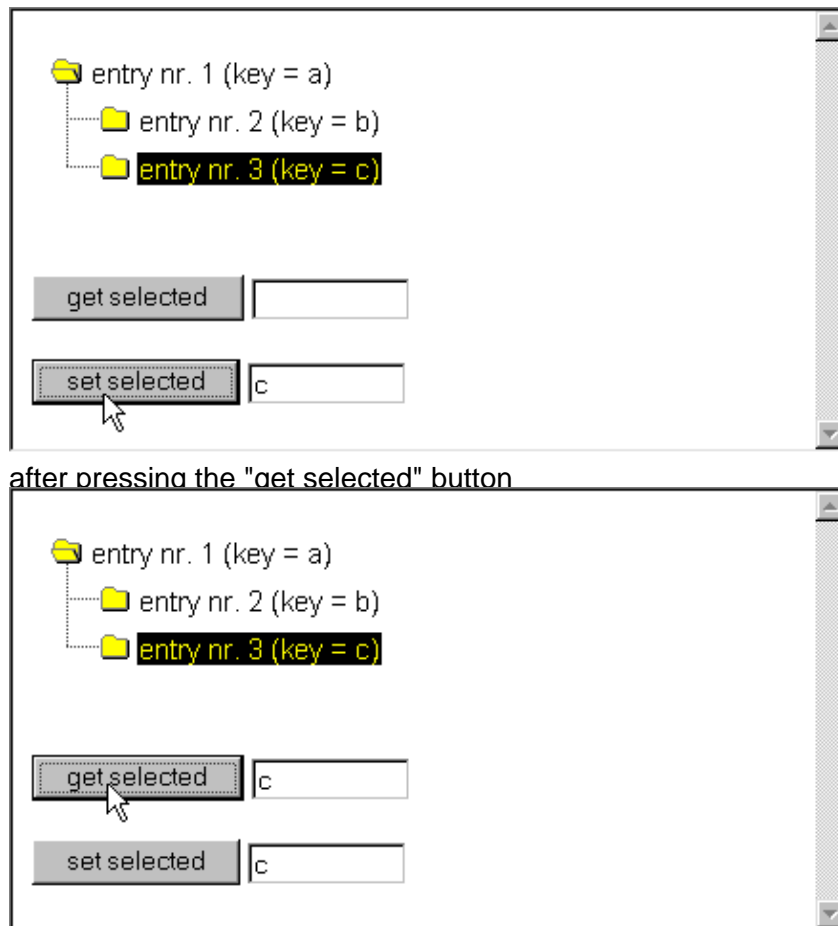 entry nr. 1 (key = a)
entry nr. 2 (key = b)
entry nr. 3 (key = c)
get selected
set selected c
after pressing the "get selected" button
entry nr. 1 (key = a)
entry nr. 2 (key = b)
entry nr. 3 (key = c)
get selected c
set selected c